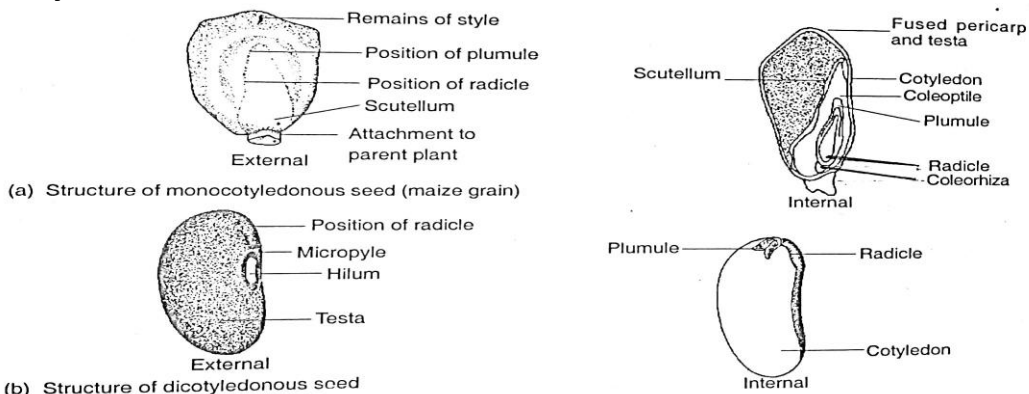 Remains of style
Position of plumule
Position of radicle
Scutellum
Attachment to
parent plant
External
Fused pericarp
and testa
Scutellum
Cotyledon
Coleoptile
Plumule
Radicle
Coleorhiza
Internal
(a) Structure of monocotyledonous seed (maize grain)
Position of radicle
Micropyle
Hilum
Testa
External
Plumule
Radicle
Cotyledon
Internal
(b) Structure of dicotyledonous seed